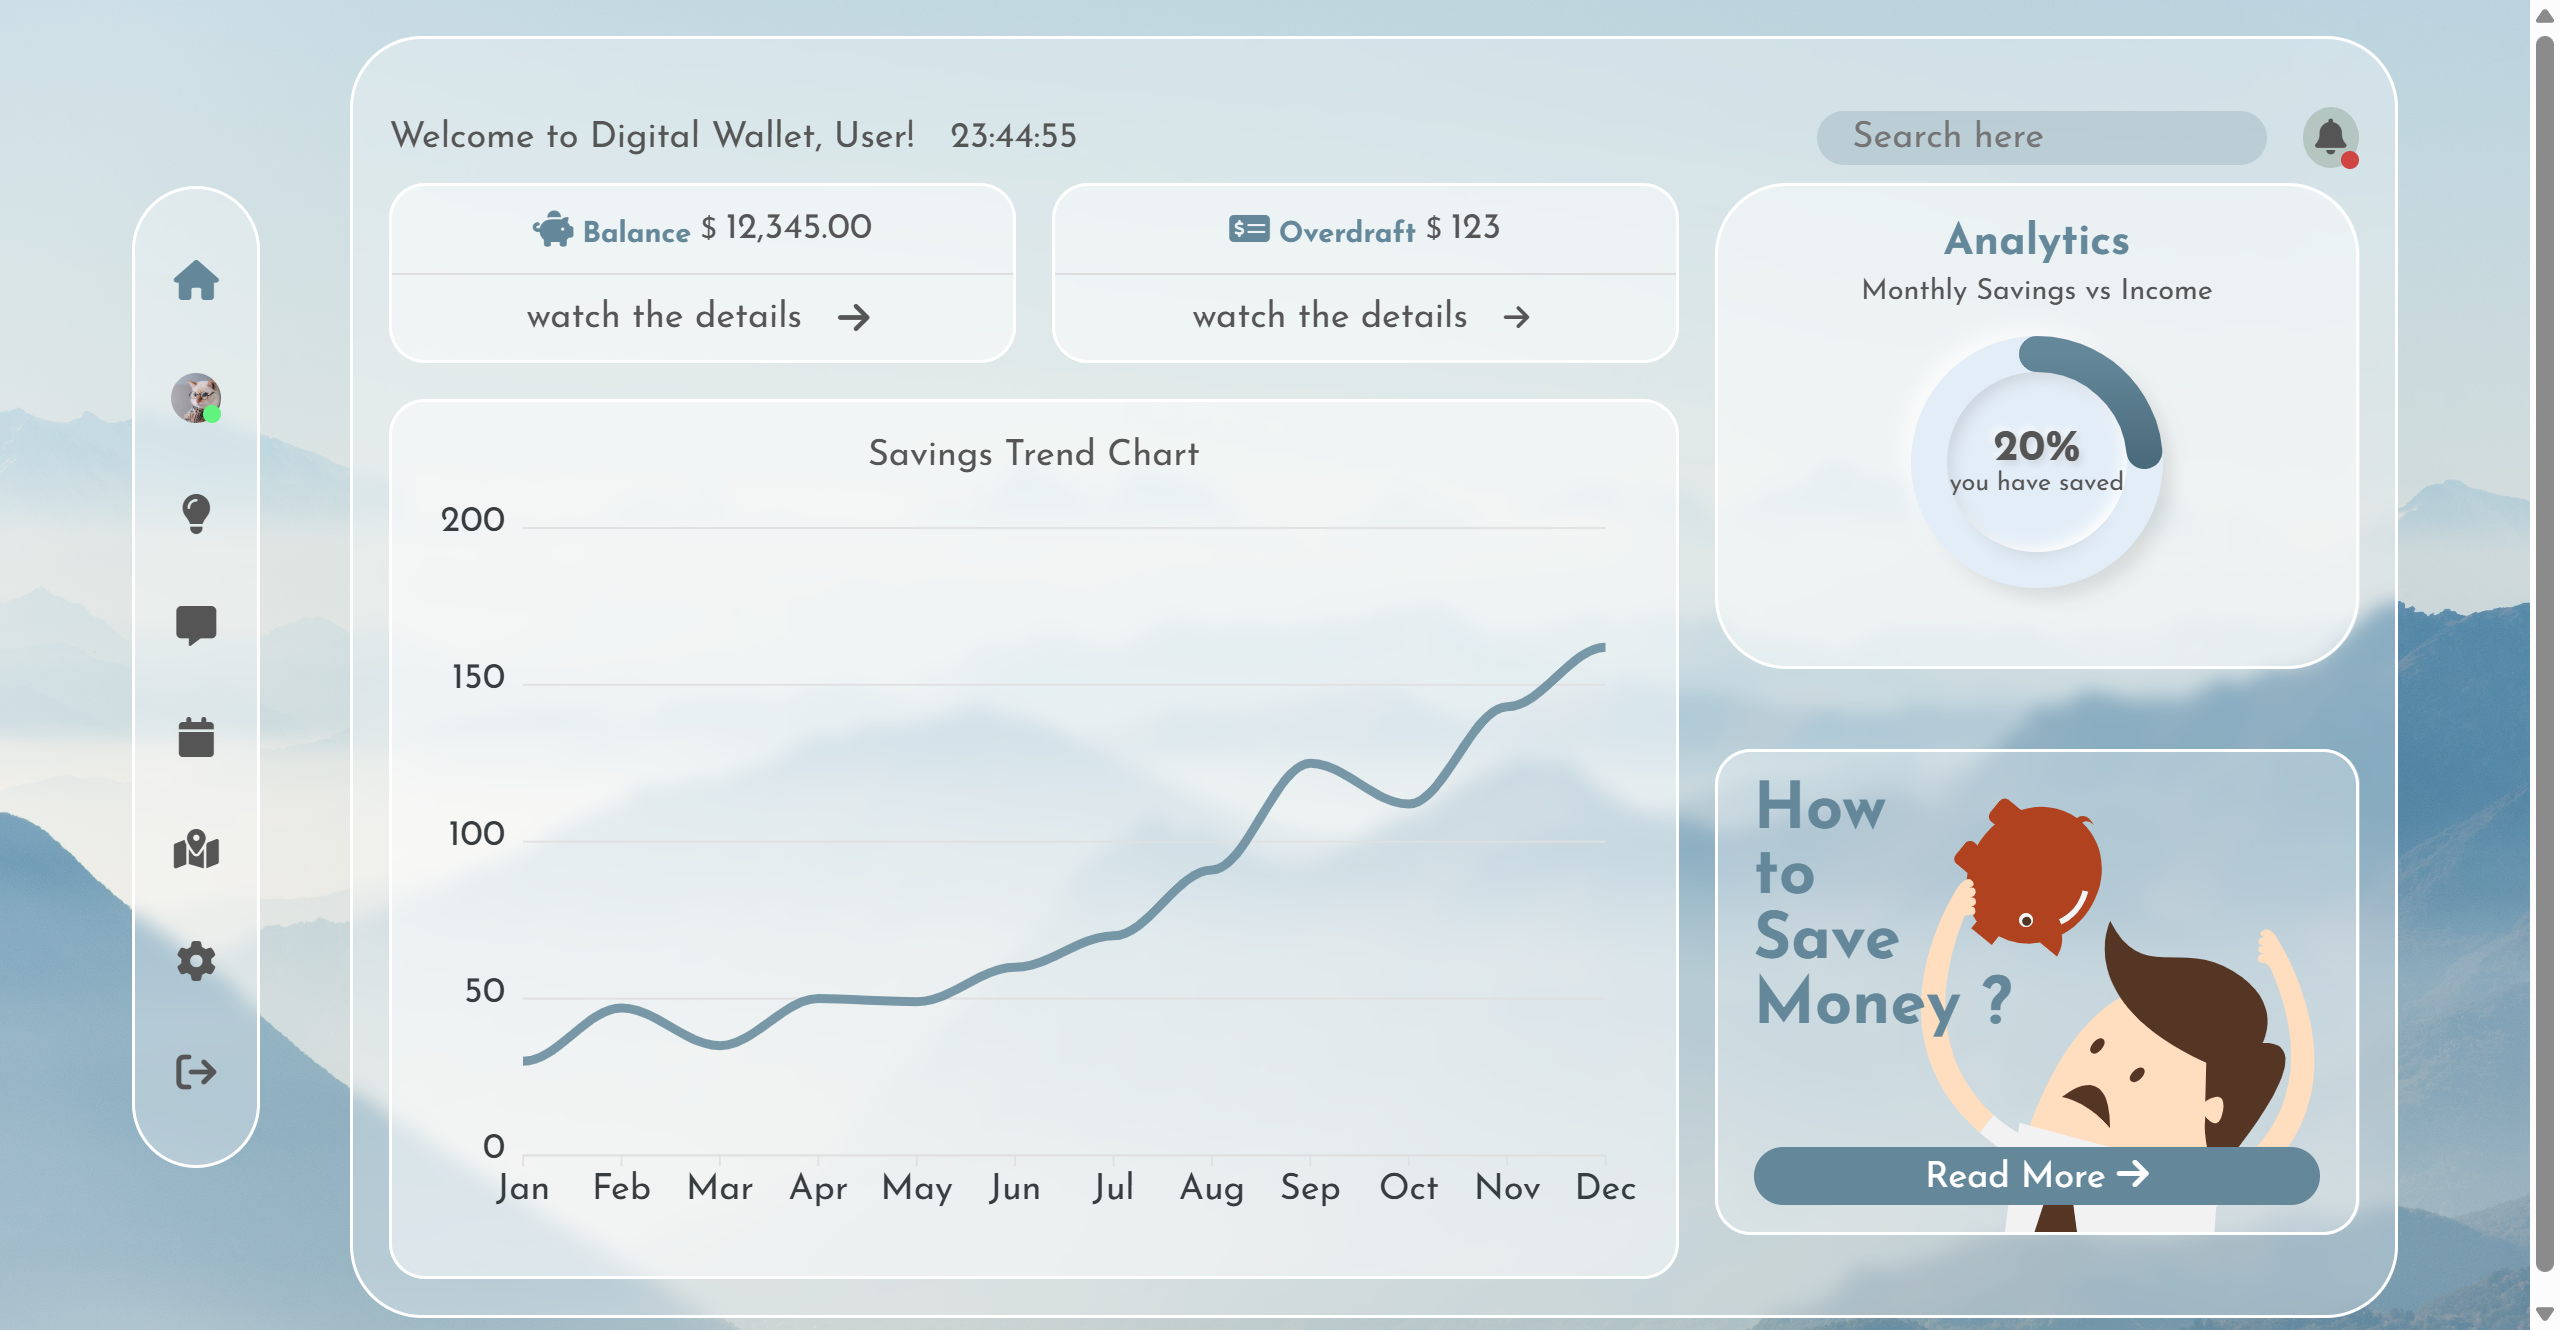 Welcome to Digital Wallet, User! 23:44:55
Search here
$ Balance $ 12,345.00
watch the details
$ Overdraft $ 123
watch the details
Analytics
Monthly Savings vs Income
20%
you have saved
Savings Trend Chart
200
150
100
50
0
Jan Feb Mar Apr May Jun Jul Aug Sep Oct Nov Dec
How
to
Save
Money ?
Read More